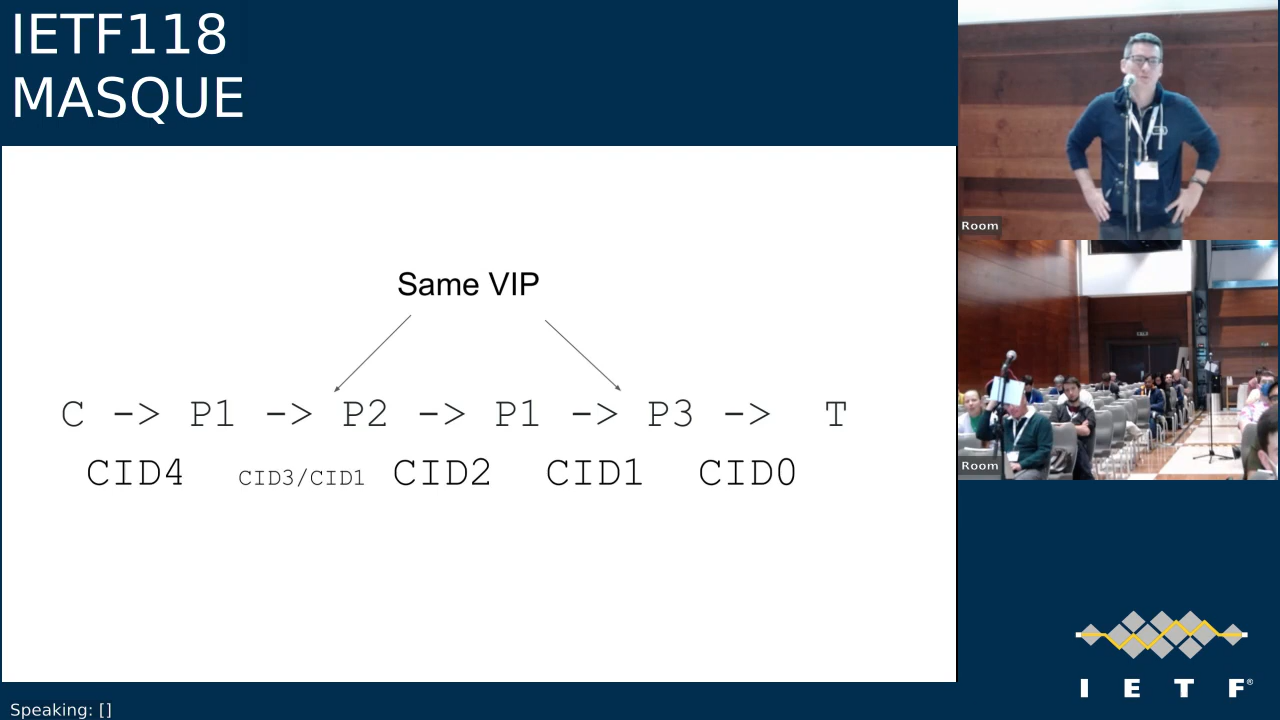 IETF118
MASQUE
Same VIP
C -> P1 -> P2 -> P1 -> P3 -> T
CID4 CID3/CID1 CID2 CID1 CID0
Room
Room
I E T F®
Speaking: []